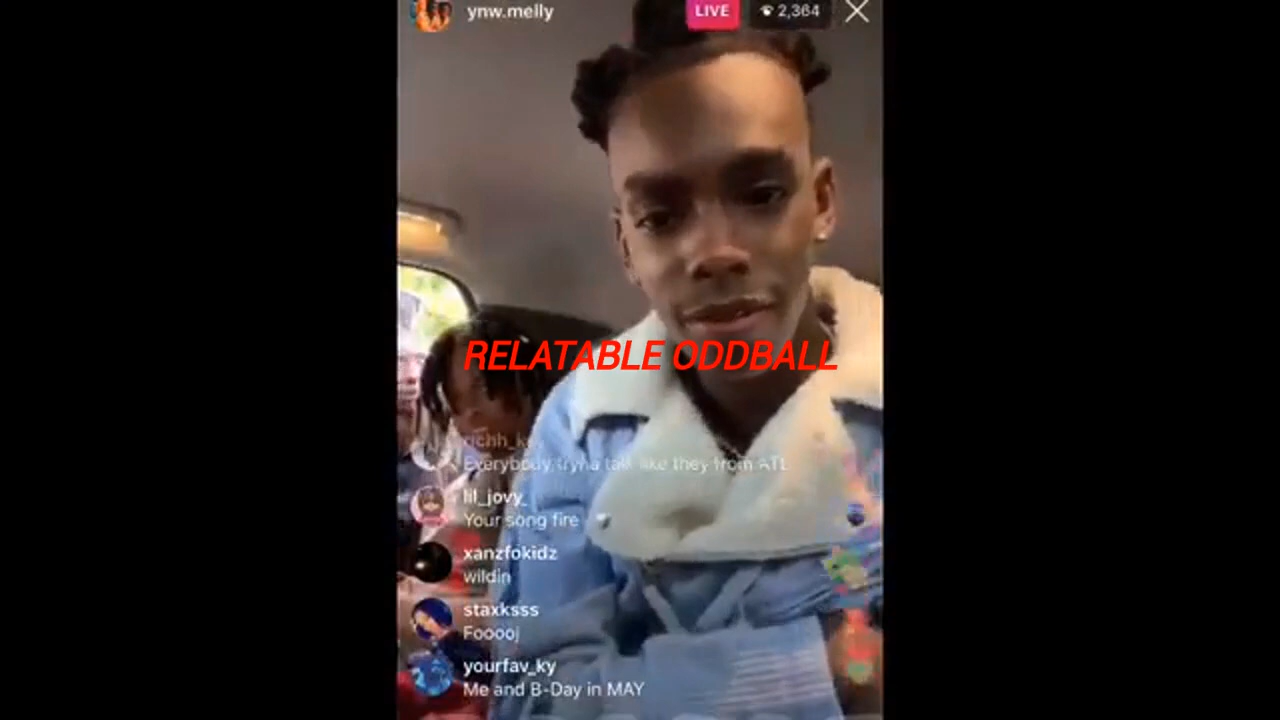 ynw.melly
LIVE
2,364
RELATABLE ODDBALL
Everybody tryna talk like they from ATL
lil_jovy_
Your song fire
xanzfokidz
wildin
staxksss
Fooooj
yourfav_ky
Me and B-Day in MAY